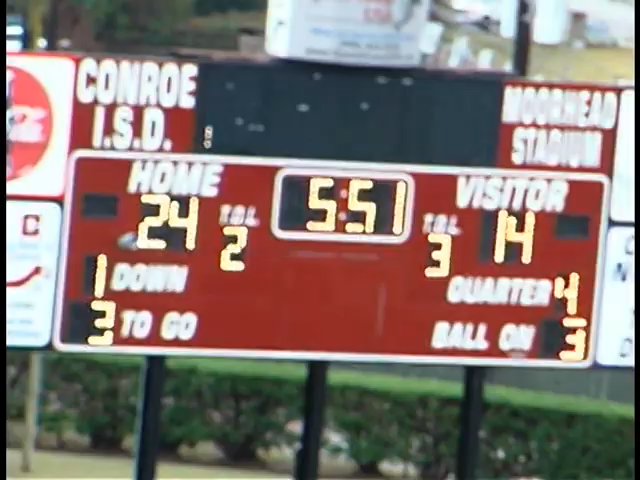 CONROE
I.S.D.
MOORHEAD
STADIUM
HOME
VISITOR
24
T.O.L
2
5:51
T.O.L
3
14
1 DOWN
QUARTER 4
3 TO GO
BALL ON 3